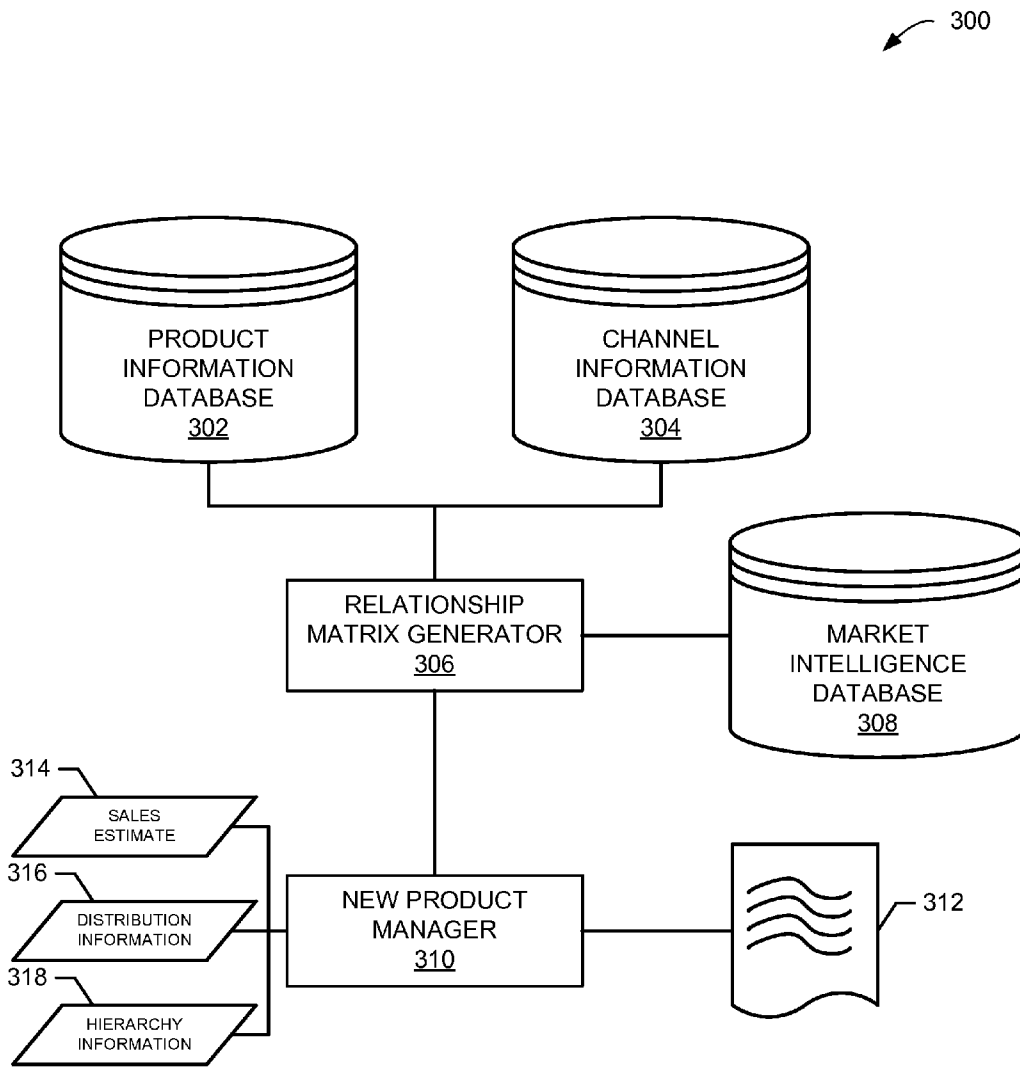 300
PRODUCT
INFORMATION
DATABASE
302
CHANNEL
INFORMATION
DATABASE
304
RELATIONSHIP
MATRIX GENERATOR
306
MARKET
INTELLIGENCE
DATABASE
308
314
SALES
ESTIMATE
316
DISTRIBUTION
INFORMATION
318
HIERARCHY
INFORMATION
NEW PRODUCT
MANAGER
310
312